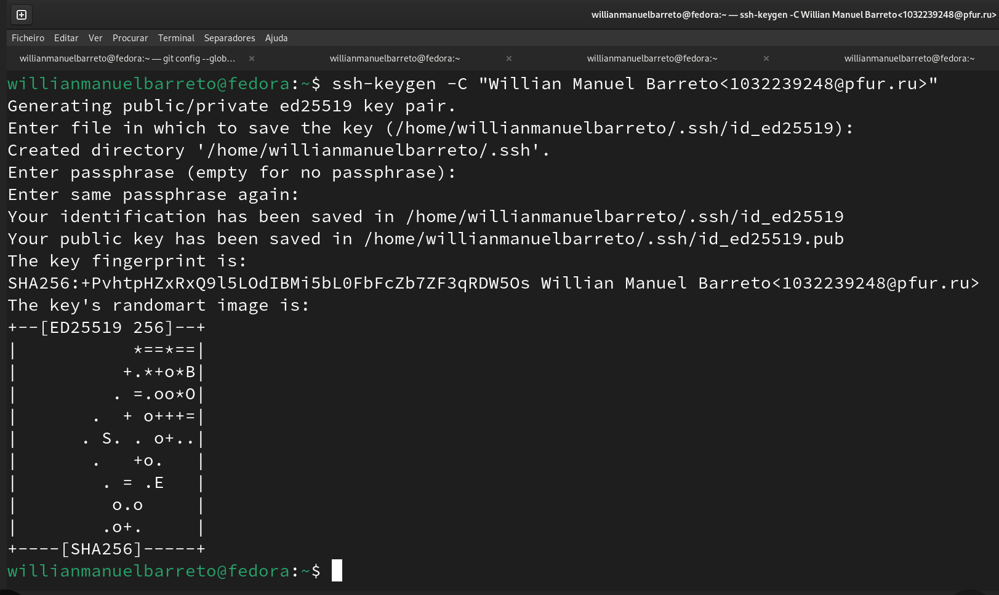 willianmanuelbarreto@fedora:~ — ssh-keygen -C Willian Manuel Barreto<1032239248@pfur.ru>
Ficheiro Editar Ver Procurar Terminal Separadores Ajuda
willianmanuelbarreto@fedora:~ — git config --glob... × willianmanuelbarreto@fedora:~ × willianmanuelbarreto@fedora:~ × willianmanuelbarreto@fedora:~
willianmanuelbarreto@fedora:~$ ssh-keygen -C "Willian Manuel Barreto<1032239248@pfur.ru>"
Generating public/private ed25519 key pair.
Enter file in which to save the key (/home/willianmanuelbarreto/.ssh/id_ed25519):
Created directory '/home/willianmanuelbarreto/.ssh'.
Enter passphrase (empty for no passphrase):
Enter same passphrase again:
Your identification has been saved in /home/willianmanuelbarreto/.ssh/id_ed25519
Your public key has been saved in /home/willianmanuelbarreto/.ssh/id_ed25519.pub
The key fingerprint is:
SHA256:+PvhtpHZxRxQ9l5LOdIBMi5bL0FbFcZb7ZF3qRDW5Os Willian Manuel Barreto<1032239248@pfur.ru>
The key's randomart image is:
+--[ED25519 256]--+
|           *==*==|
|          +.*+o*B|
|         . =.oo*O|
|       .  + o+++=|
|      . S. . o+..|
|       .   +o.   |
|        . = .E   |
|         o.o     |
|        .o+.     |
+----[SHA256]-----+
willianmanuelbarreto@fedora:~$